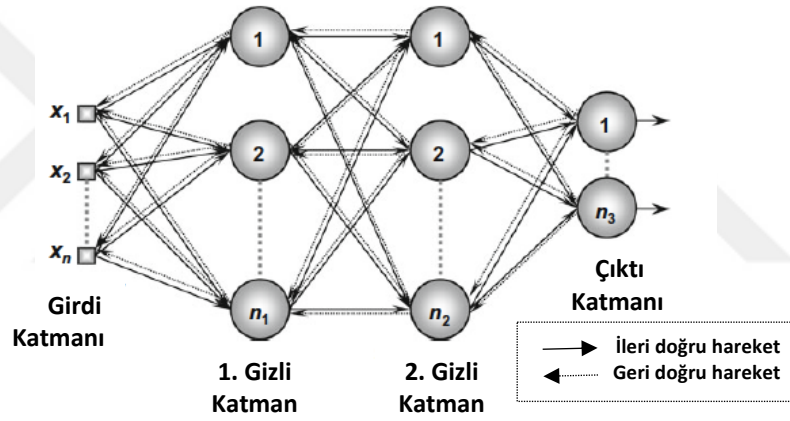 1
1
x1
1
2
2
x2
n3
xn
Çıktı
Katmanı
Girdi
Katmanı
n1
n2
İleri doğru hareket
Geri doğru hareket
1. Gizli
Katman
2. Gizli
Katman